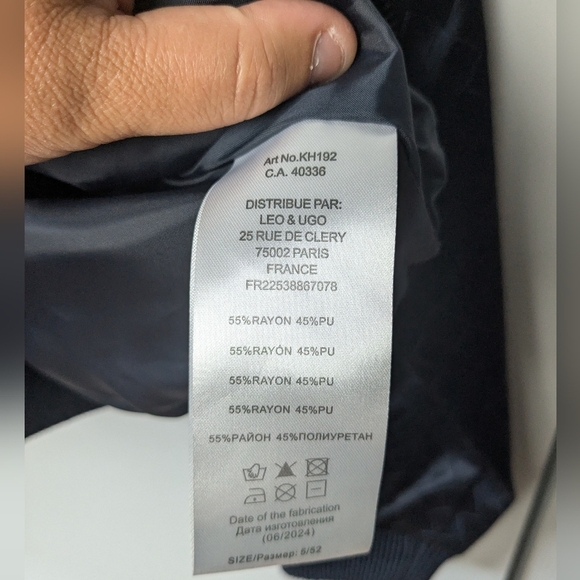 Art No.KH192
C.A. 40336
DISTRIBUE PAR:
LEO & UGO
25 RUE DE CLERY
75002 PARIS
FRANCE
FR22538867078
55%RAYON 45%PU
55%RAYÓN 45%PU
55%RAYON 45%PU
55%RAYON 45%PU
55%РАЙОН 45%ПОЛИУРЕТАН
Date of the fabrication
Дата изготовления
(06/2024)
SIZE/Размер: 6/52